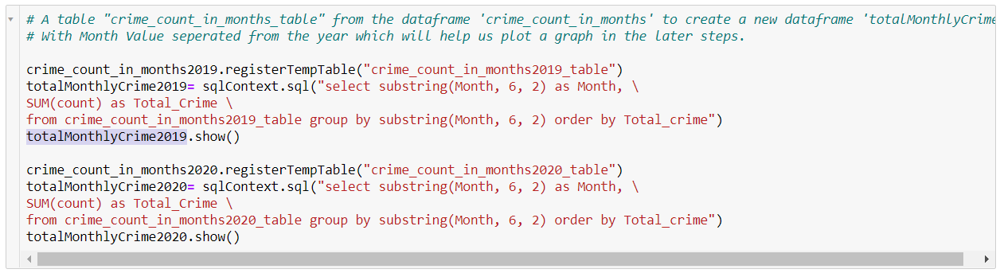 # A table "crime_count_in_months_table" from the dataframe 'crime_count_in_months' to create a new dataframe 'totalMonthlyCrime
# With Month Value seperated from the year which will help us plot a graph in the later steps.
crime_count_in_months2019.registerTempTable("crime_count_in_months2019_table")
totalMonthlyCrime2019= sqlContext.sql("select substring(Month, 6, 2) as Month, \
SUM(count) as Total_Crime \
from crime_count_in_months2019_table group by substring(Month, 6, 2) order by Total_crime")
totalMonthlyCrime2019.show()
crime_count_in_months2020.registerTempTable("crime_count_in_months2020_table")
totalMonthlyCrime2020= sqlContext.sql("select substring(Month, 6, 2) as Month, \
SUM(count) as Total_Crime \
from crime_count_in_months2020_table group by substring(Month, 6, 2) order by Total_crime")
totalMonthlyCrime2020.show()